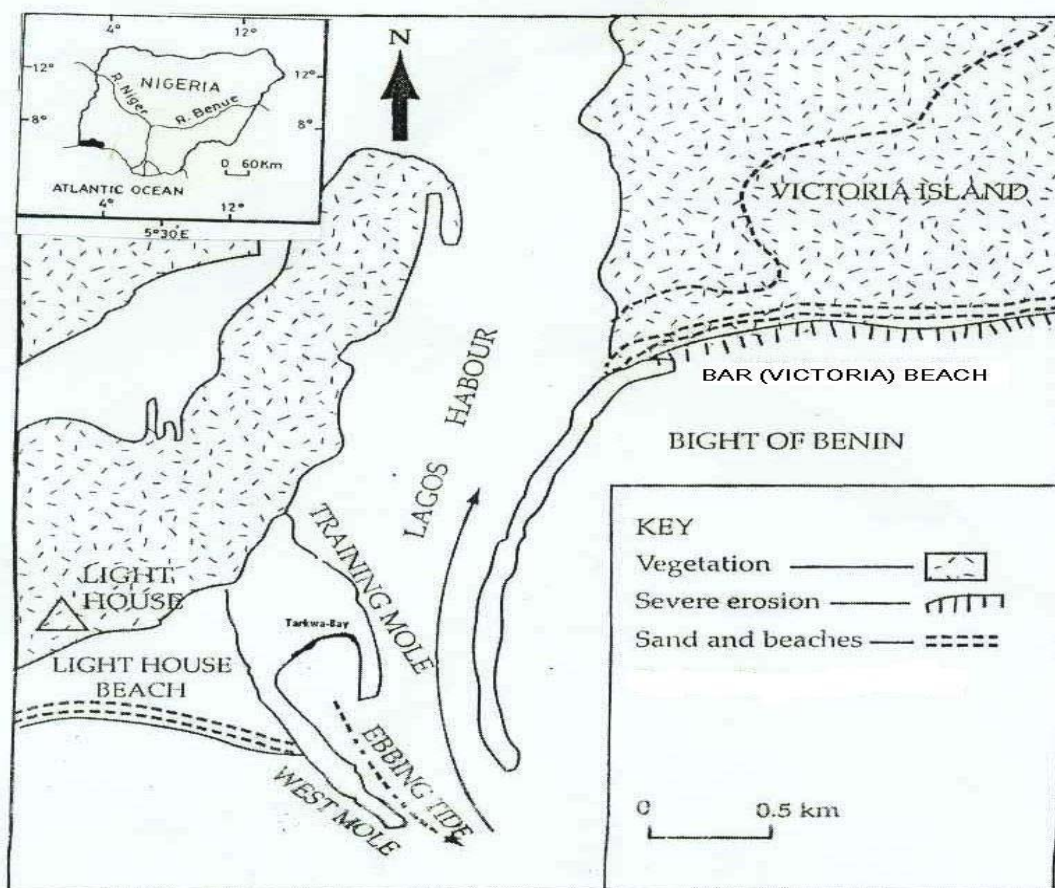 4°
12°
12°
NIGERIA
12°
R. Niger
R. Benue
8°
8°
0 60Km
ATLANTIC OCEAN
4°
12°
5°30'E
N
VICTORIA ISLAND
BAR (VICTORIA) BEACH
BIGHT OF BENIN
LAGOS HABOUR
TRAINING MOLE
LIGHT
HOUSE
Tarkwa-Bay
LIGHT HOUSE
BEACH
EBBING TIDE
WEST MOLE
KEY
Vegetation
Severe erosion
Sand and beaches
0 0.5 km